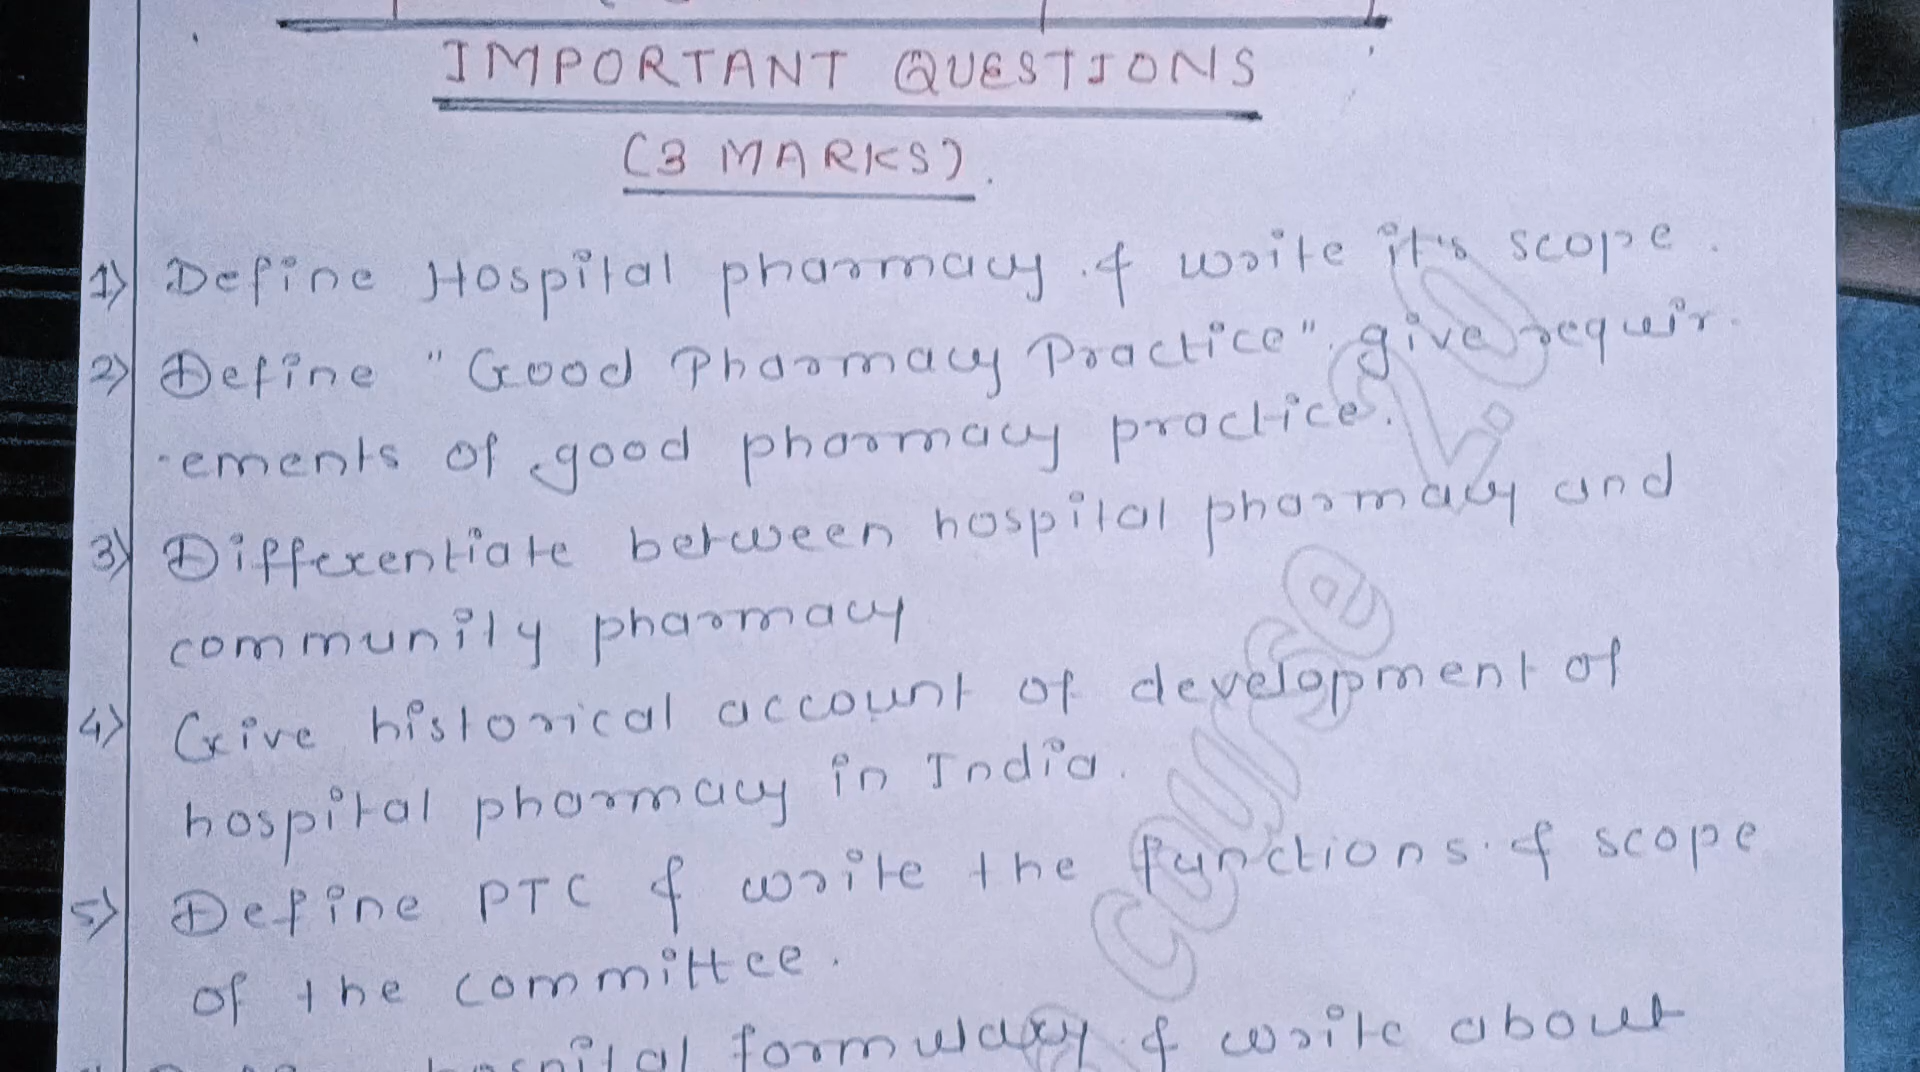 IMPORTANT QUESTIONS
(3 MARKS).
1) Define Hospital pharmacy & write it's scope.
2) Define "Good Pharmacy Practice". give requir-
-ements of good pharmacy practice.
3) Differentiate between hospital pharmacy and
community pharmacy
4) Give historical account of development of
hospital pharmacy in India.
5) Define PTC & write the functions & scope
of the committee.
hospital formulary & write about